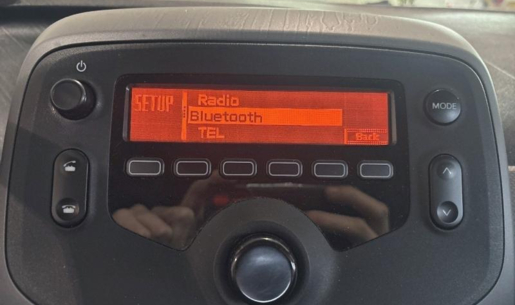 SETUP
Radio
Bluetooth
TEL
Back
MODE